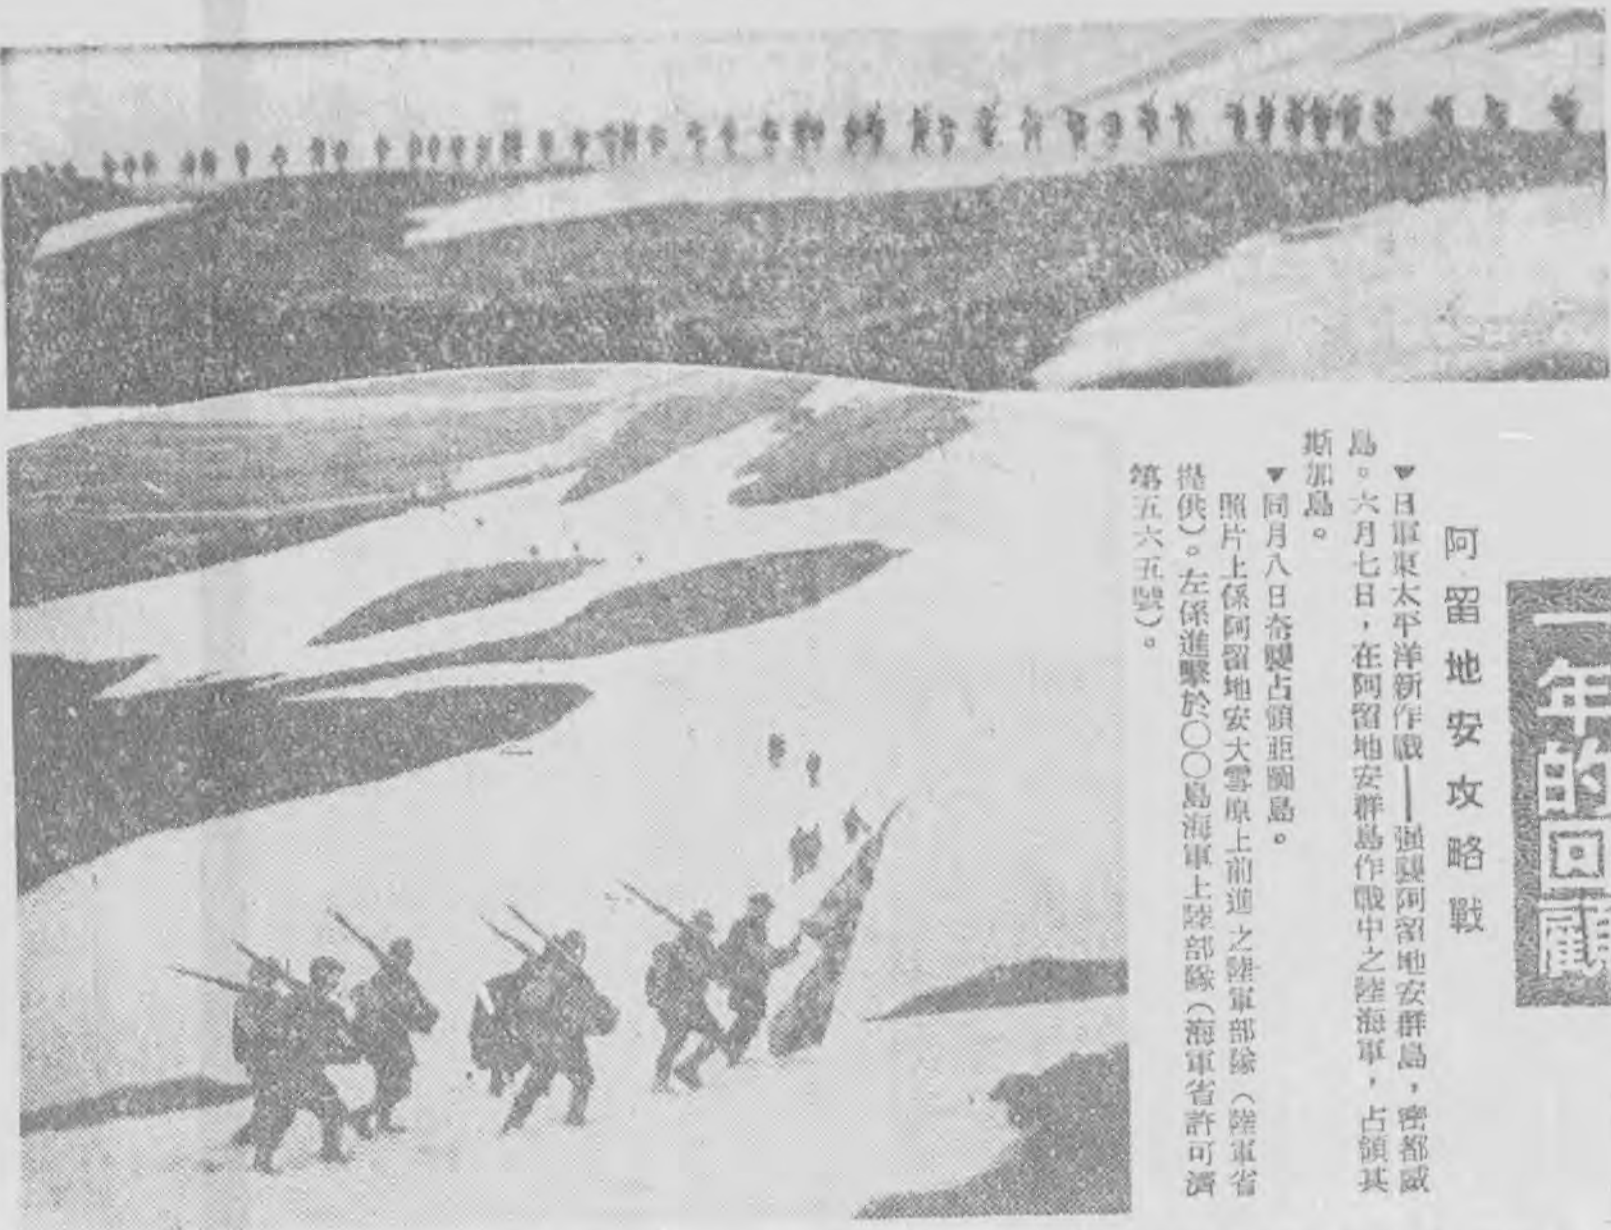 一年的回顧
阿留地安攻略戰
▼日軍東太平洋新作戰——強襲阿留地安群島，密都威
島。六月七日，在阿留地安群島作戰中之陸海軍，占領其
斯加島。
▼同月八日奇襲占領亜圖島。
照片上係阿留地安大雪原上前進之陸軍部隊（陸軍省
提供）。左係進擊於〇〇島海軍上陸部隊（海軍省許可濟
第五六五號）。